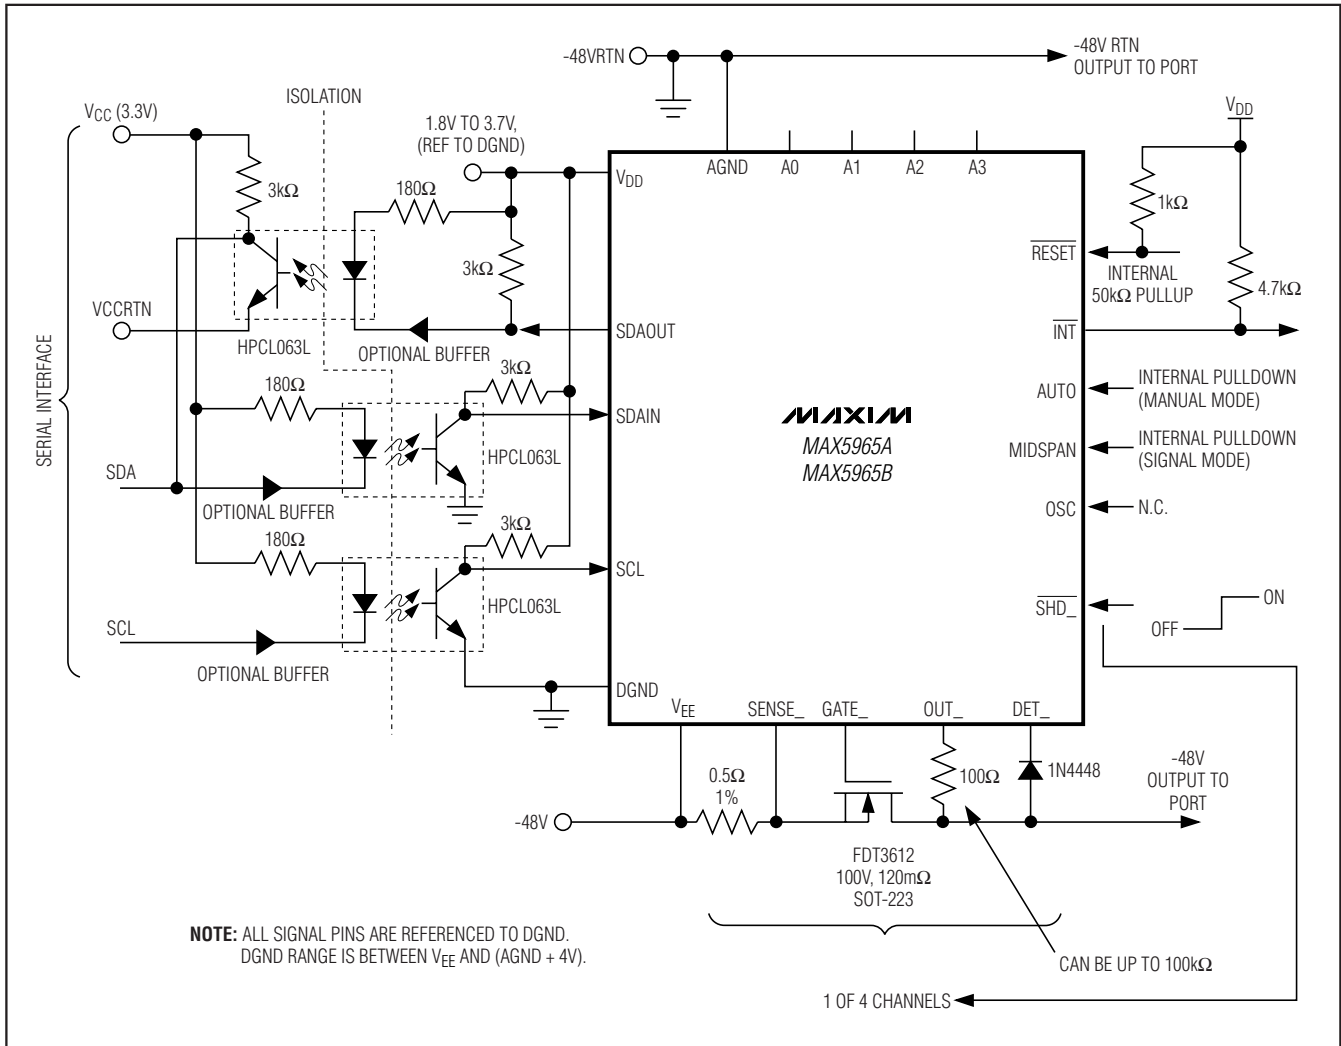 -48VRTN
-48V RTN
OUTPUT TO PORT
ISOLATION
VCC (3.3V)
1.8V TO 3.7V,
(REF TO DGND)
VDD
3kΩ
180Ω
VDD
AGND
A0
A1
A2
A3
1kΩ
RESET
INTERNAL
50kΩ PULLUP
3kΩ
4.7kΩ
VCCRTN
HPCL063L
OPTIONAL BUFFER
SDAOUT
INT
SERIAL INTERFACE
180Ω
3kΩ
SDAIN
HPCL063L
SDA
OPTIONAL BUFFER
MAXIM
MAX5965A
MAX5965B
AUTO
INTERNAL PULLDOWN
(MANUAL MODE)
MIDSPAN
INTERNAL PULLDOWN
(SIGNAL MODE)
OSC
N.C.
180Ω
3kΩ
SCL
HPCL063L
SCL
OPTIONAL BUFFER
SHD_
OFF
ON
DGND
VEE
SENSE_
GATE_
OUT_
DET_
-48V
0.5Ω
1%
100Ω
1N4448
-48V
OUTPUT TO
PORT
FDT3612
100V, 120mΩ
SOT-223
NOTE: ALL SIGNAL PINS ARE REFERENCED TO DGND.
DGND RANGE IS BETWEEN VEE AND (AGND + 4V).
CAN BE UP TO 100kΩ
1 OF 4 CHANNELS